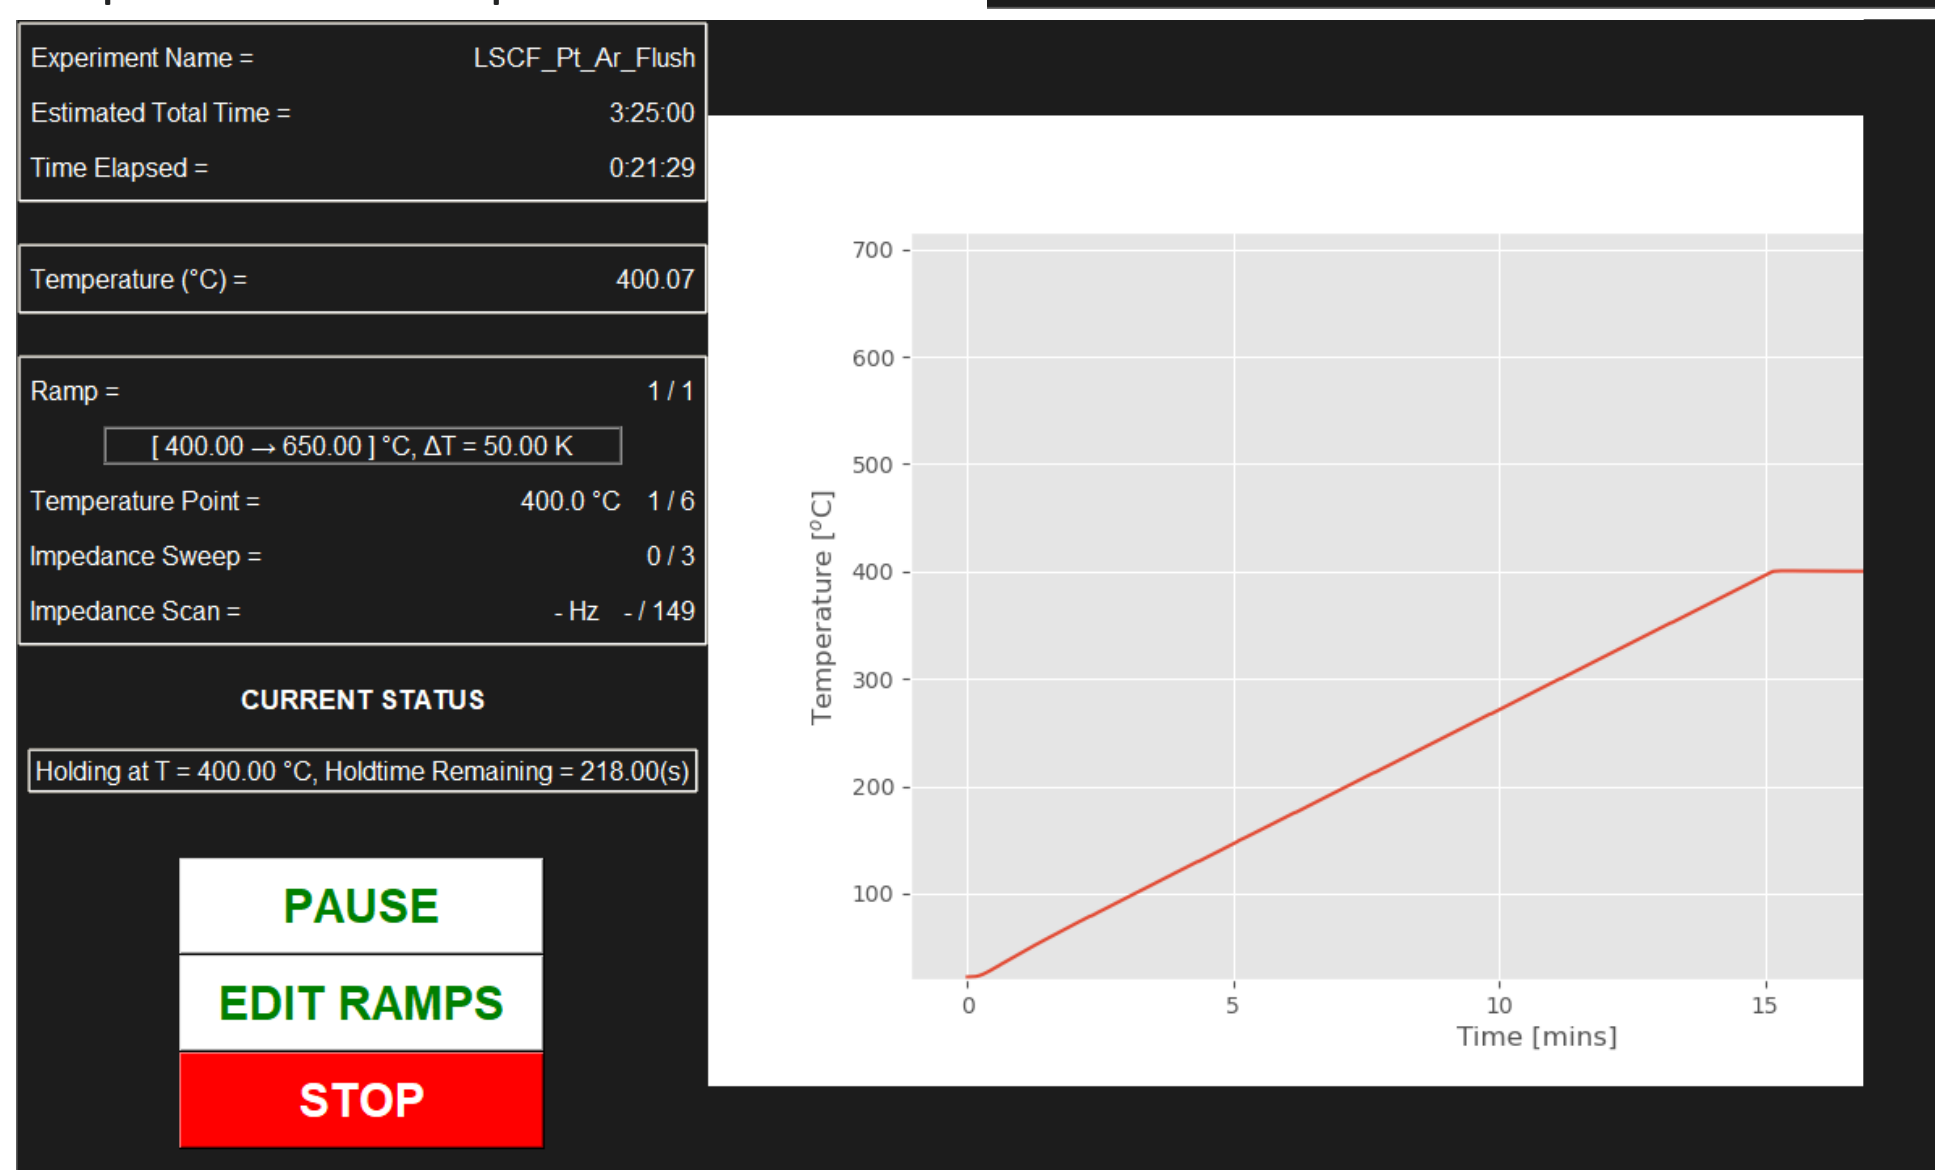 Experiment Name = LSCF_Pt_Ar_Flush
Estimated Total Time = 3:25:00
Time Elapsed = 0:21:29
Temperature (°C) = 400.07
Ramp = 1 / 1
[ 400.00 → 650.00 ] °C, ΔT = 50.00 K
Temperature Point = 400.0 °C 1 / 6
Impedance Sweep = 0 / 3
Impedance Scan = - Hz - / 149
CURRENT STATUS
Holding at T = 400.00 °C, Holdtime Remaining = 218.00(s)
PAUSE
EDIT RAMPS
STOP
700
600
500
400
300
200
100
Temperature [°C]
0 5 10 15
Time [mins]